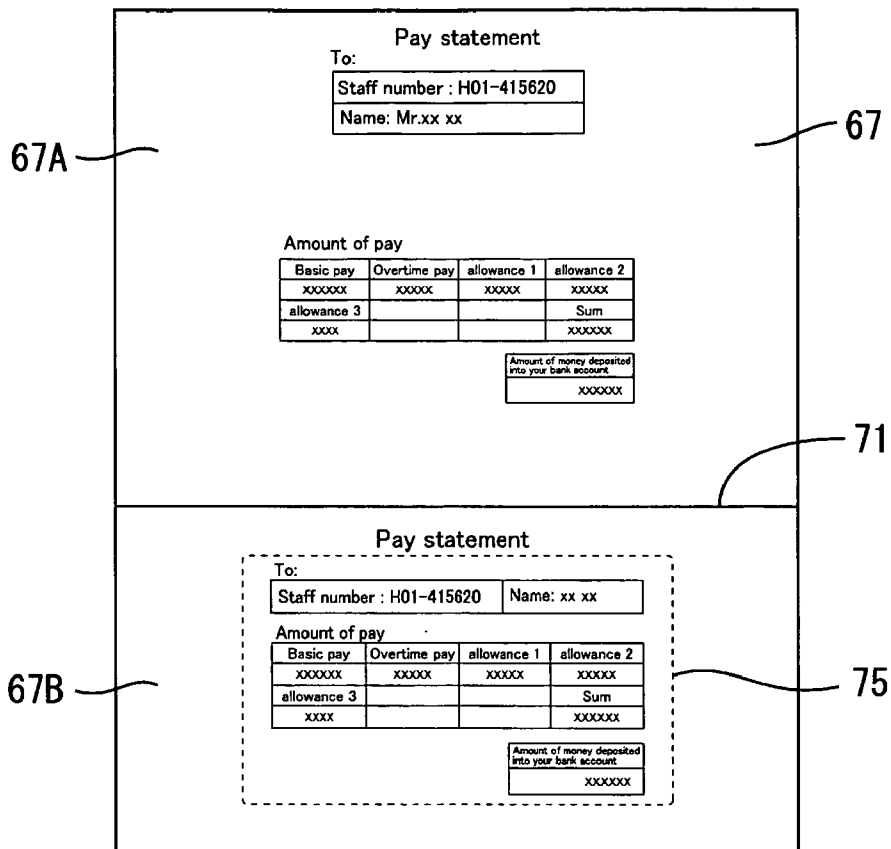 Pay statement
To:
Staff number : H01-415620
Name: Mr.xx xx
67A
67
Amount of pay
Basic pay Overtime pay allowance 1 allowance 2
xxxxxx xxxxx xxxxx xxxxx
allowance 3 Sum
xxxx xxxxxx
Amount of money deposited
into your bank account
xxxxxx
71
Pay statement
To:
Staff number : H01-415620 Name: xx xx
Amount of pay
Basic pay Overtime pay allowance 1 allowance 2
xxxxxx xxxxx xxxxx xxxxx
allowance 3 Sum
xxxx xxxxxx
67B
75
Amount of money deposited
into your bank account
xxxxxx